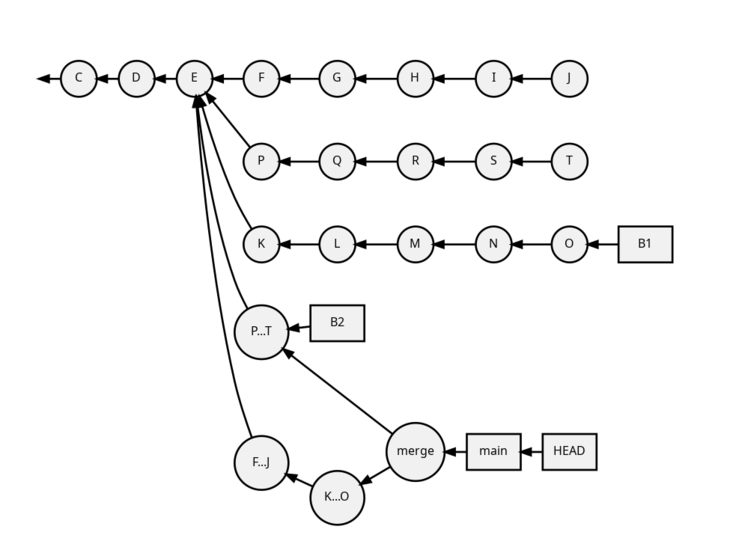 C D E F G H I J
P Q R S T
K L M N O B1
P...T B2
merge main HEAD
F...J
K...O